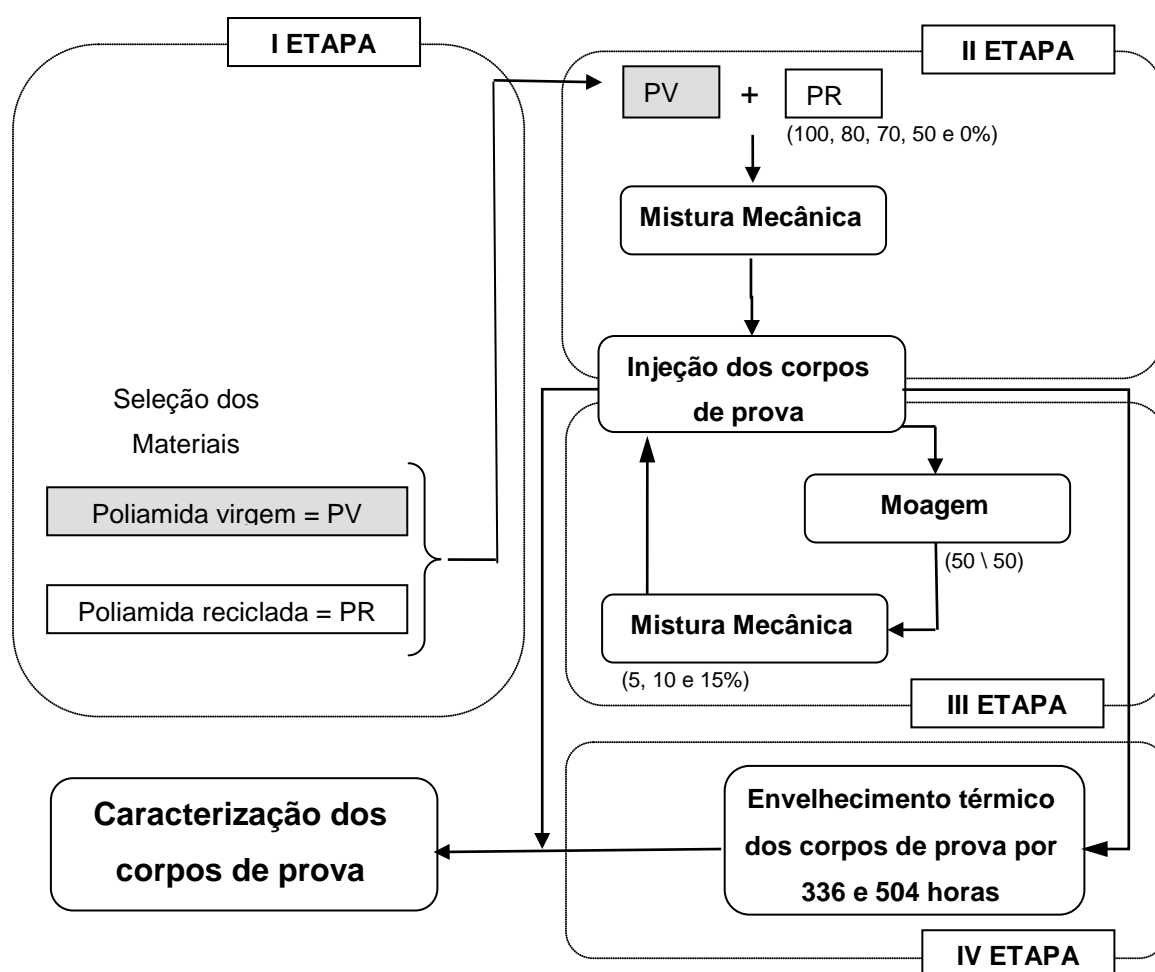 I ETAPA
Seleção dos
Materiais
Poliamida virgem = PV
Poliamida reciclada = PR
II ETAPA
PV + PR
(100, 80, 70, 50 e 0%)
Mistura Mecânica
Injeção dos corpos
de prova
Moagem
(50 \ 50)
Mistura Mecânica
(5, 10 e 15%)
III ETAPA
Envelhecimento térmico
dos corpos de prova por
336 e 504 horas
IV ETAPA
Caracterização dos
corpos de prova